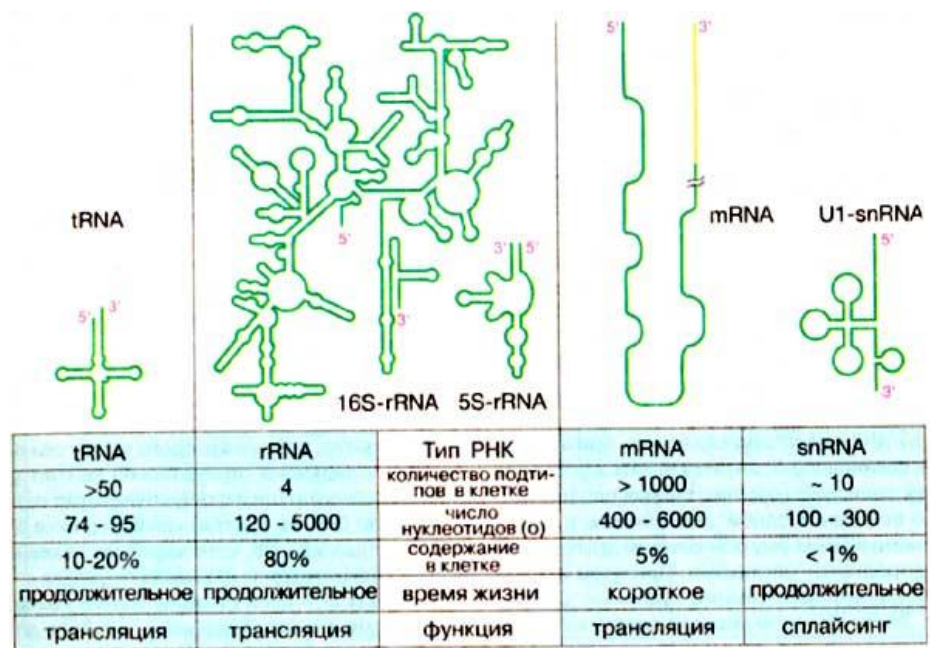 5' 3'
tRNA
5'
3'
5'
3'
3' 5'
16S-rRNA 5S-rRNA
mRNA U1-snRNA
5'
3'
tRNA rRNA Тип РНК mRNA snRNA
>50 4 количество подти-
пов в клетке > 1000 ~ 10
74 - 95 120 - 5000 число
нуклеотидов (о) 400 - 6000 100 - 300
10-20% 80% содержание
в клетке 5% < 1%
продолжительное продолжительное время жизни короткое продолжительное
трансляция трансляция функция трансляция сплайсинг